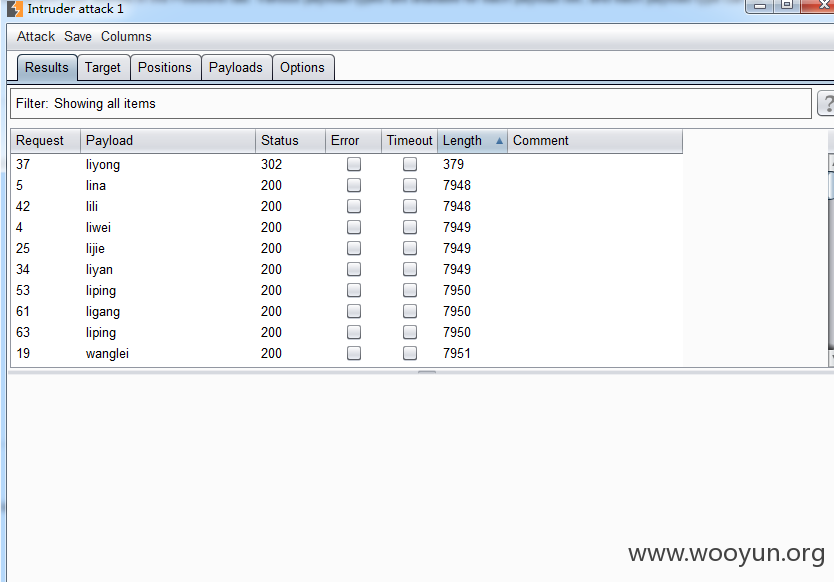 Intruder attack 1
Attack Save Columns
Results Target Positions Payloads Options
Filter: Showing all items
?
Request Payload Status Error Timeout Length Comment
37 liyong 302 379
5 lina 200 7948
42 lili 200 7948
4 liwei 200 7949
25 lijie 200 7949
34 liyan 200 7949
53 liping 200 7950
61 ligang 200 7950
63 liping 200 7950
19 wanglei 200 7951
www.wooyun.org